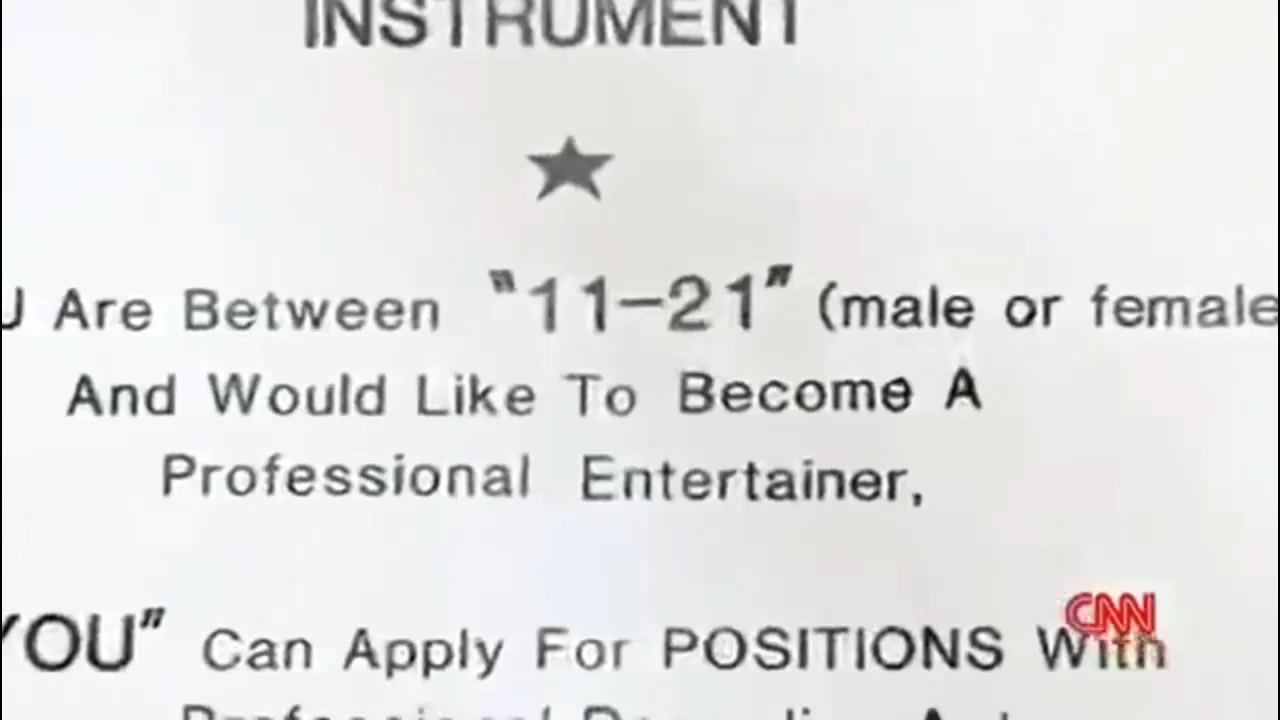 INSTRUMENT
Are Between "11-21" (male or female
And Would Like To Become A
Professional Entertainer,
YOU" Can Apply For POSITIONS With
CNN